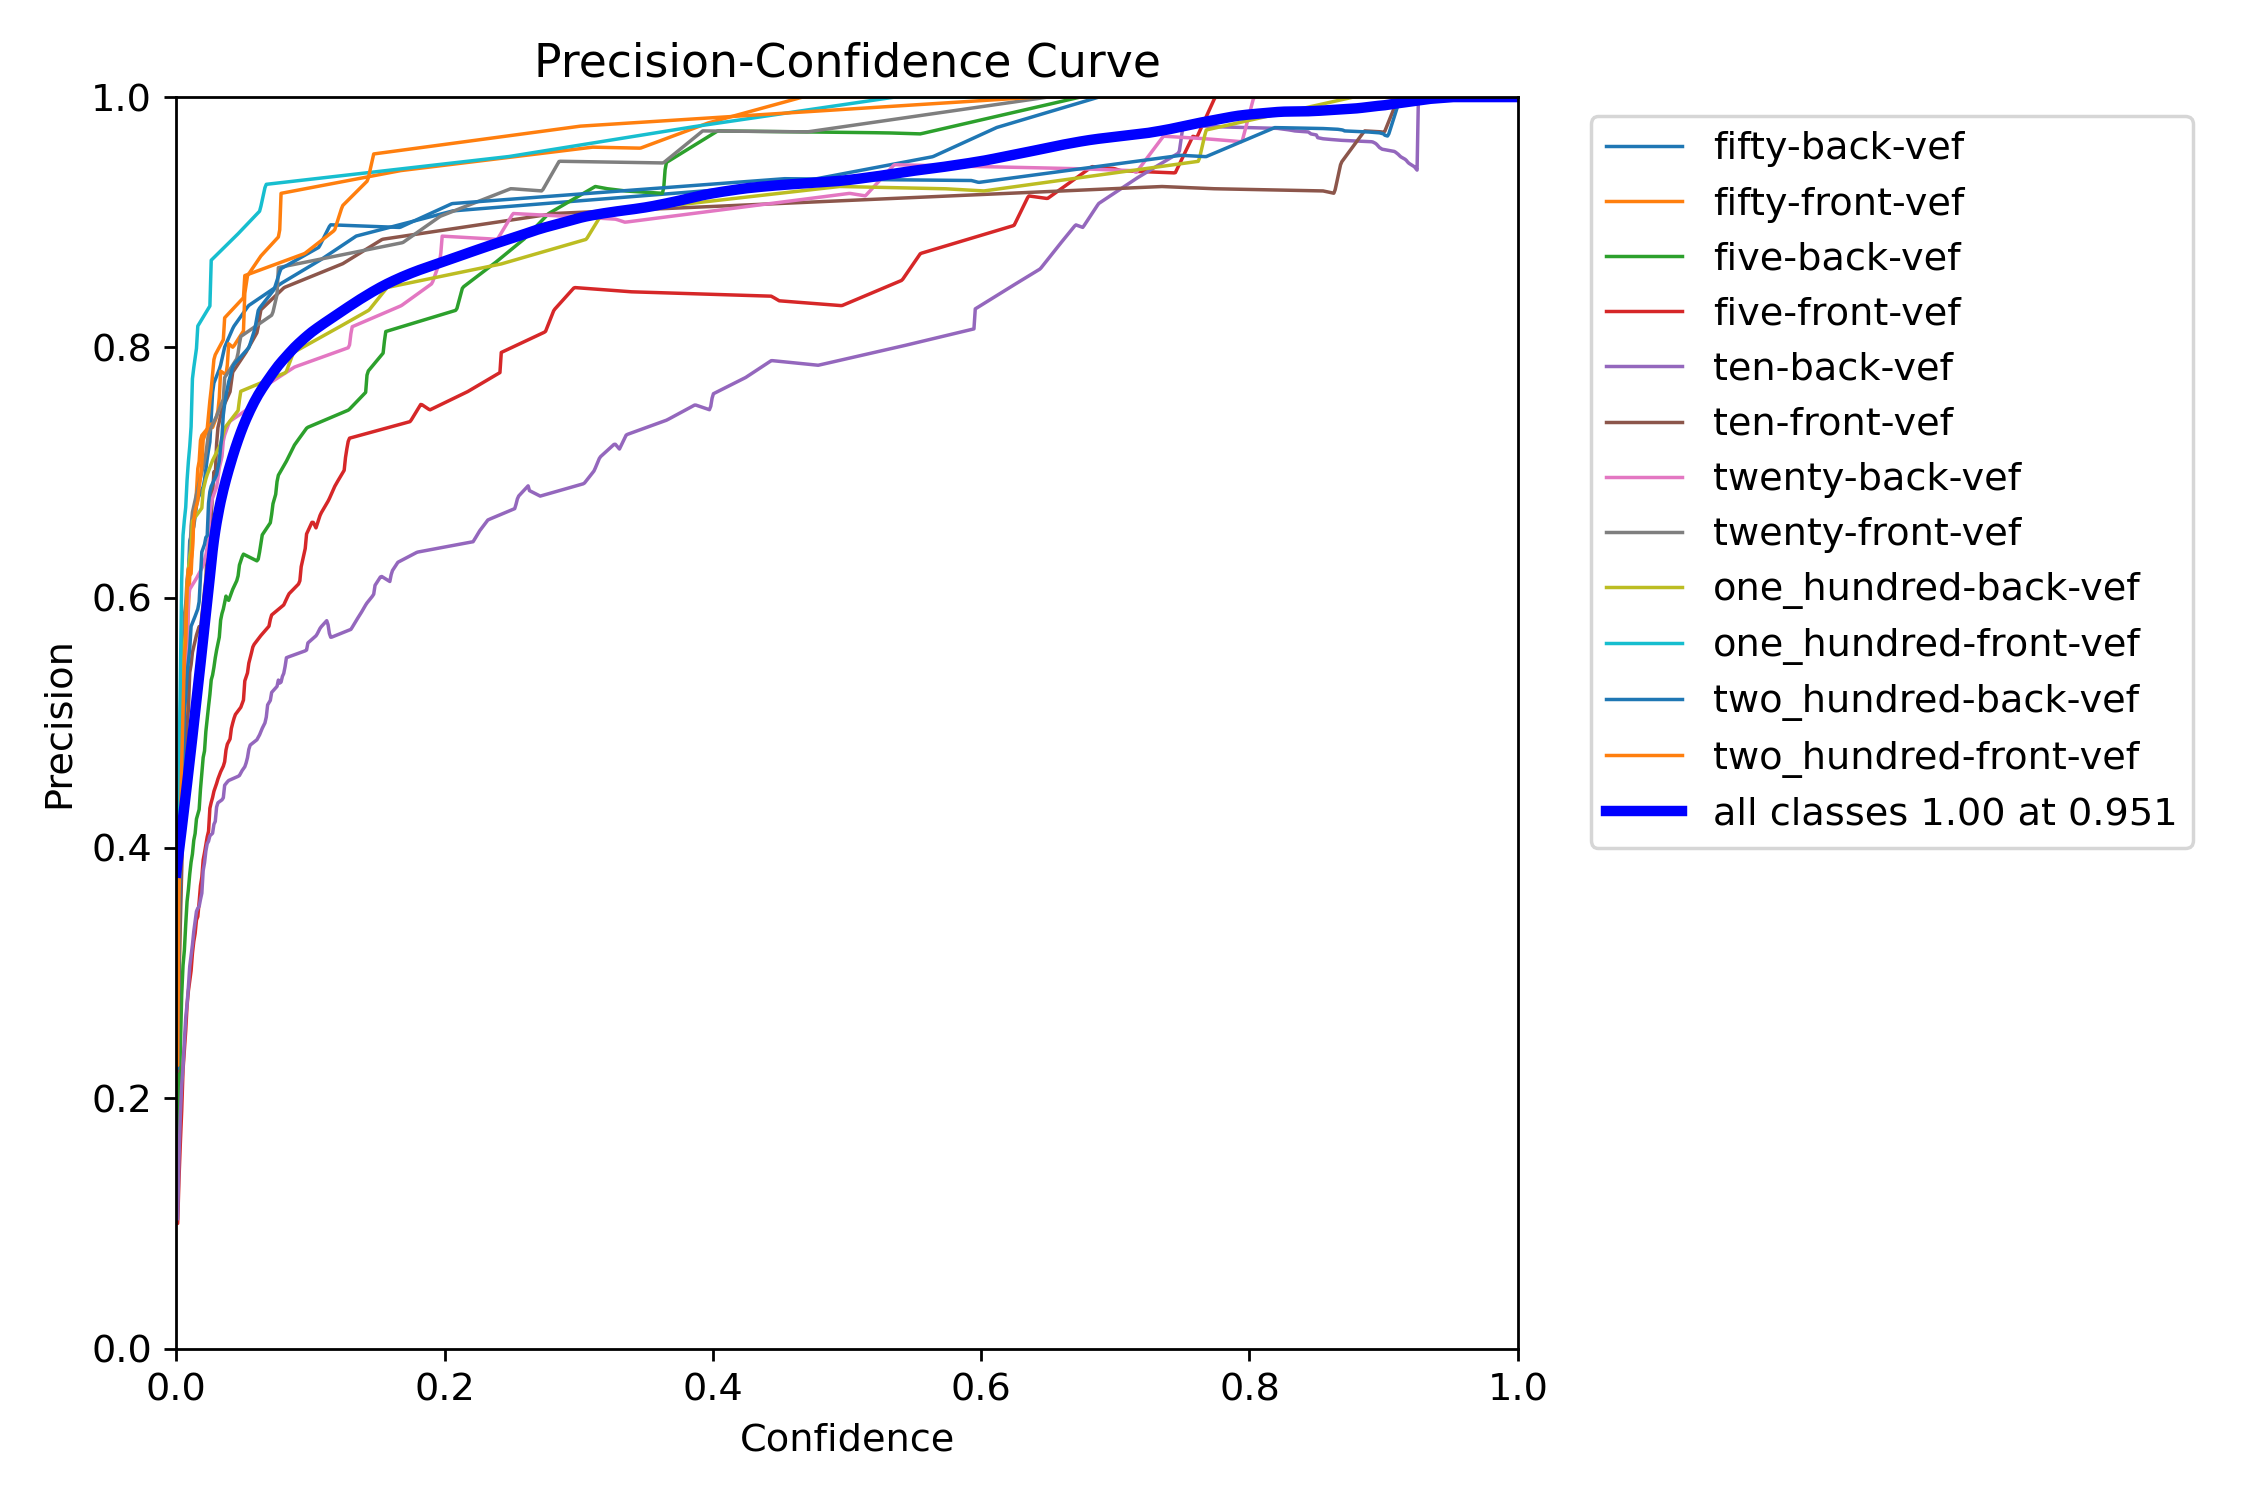 Precision-Confidence Curve
1.0
0.8
0.6
0.4
0.2
0.0
Precision
0.0 0.2 0.4 0.6 0.8 1.0
Confidence
fifty-back-vef
fifty-front-vef
five-back-vef
five-front-vef
ten-back-vef
ten-front-vef
twenty-back-vef
twenty-front-vef
one_hundred-back-vef
one_hundred-front-vef
two_hundred-back-vef
two_hundred-front-vef
all classes 1.00 at 0.951